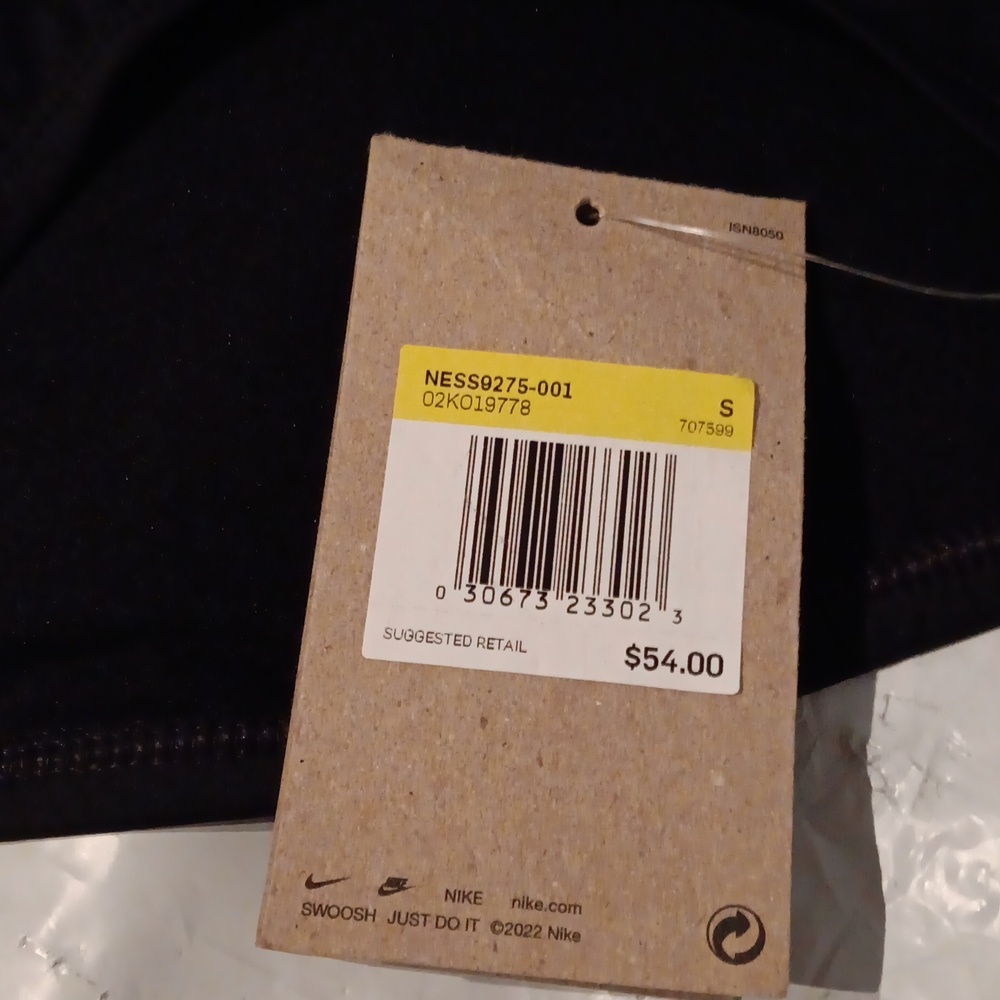 ISN8050
NESS9275-001
02KO19778
S
707599
0 30673 23302 3
SUGGESTED RETAIL
$54.00
NIKE nike.com
SWOOSH JUST DO IT ©2022 Nike